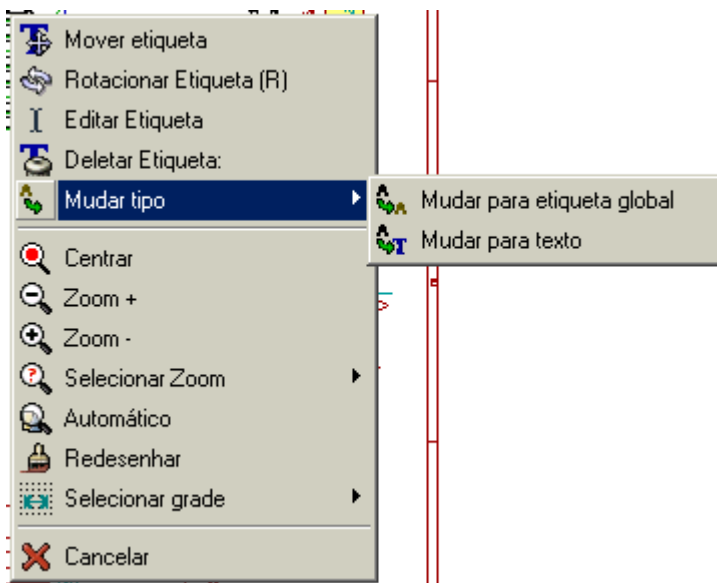 Mover etiqueta
Rotacionar Etiqueta (R)
Editar Etiqueta
Deletar Etiqueta:
Mudar tipo
Mudar para etiqueta global
Mudar para texto
Centrar
Zoom +
Zoom -
Selecionar Zoom
Automático
Redesenhar
Selecionar grade
Cancelar